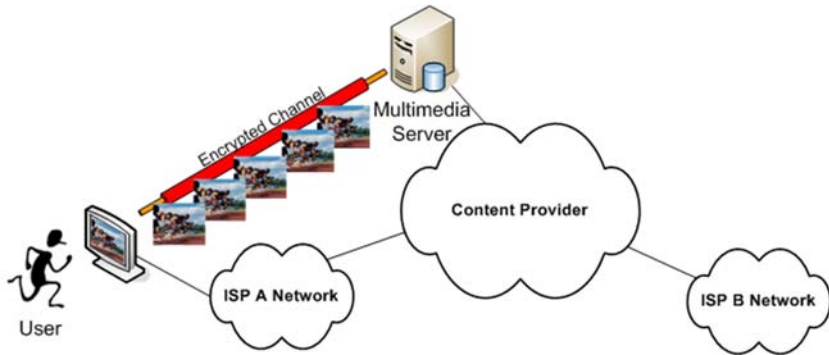 Encrypted Channel
Multimedia
Server
Content Provider
ISP A Network
ISP B Network
User